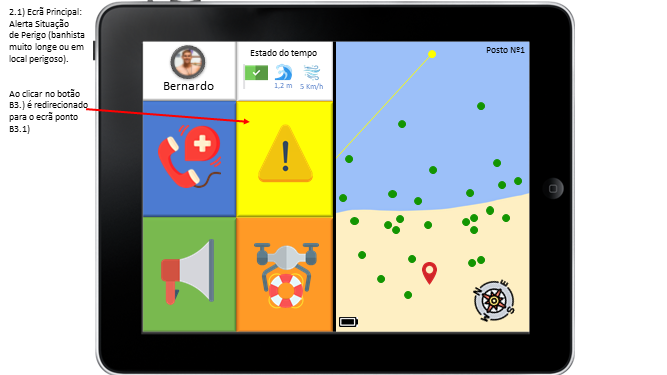 2.1) Ecrã Principal:
Alerta Situação
de Perigo (banhista
muito longe ou em
local perigoso).
Ao clicar no botão
B3.) é redirecionado
para o ecrã ponto
B3.1)
Bernardo
Estado do tempo
1,2 m
5 Km/h
Posto Nº1
N
E
W
S